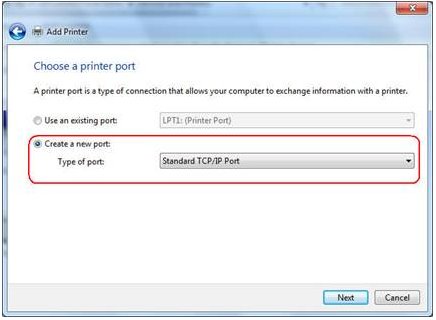 Add Printer
Choose a printer port
A printer port is a type of connection that allows your computer to exchange information with a printer.
Use an existing port:
LPT1: (Printer Port)
Create a new port:
Type of port:
Standard TCP/IP Port
Next
Cancel